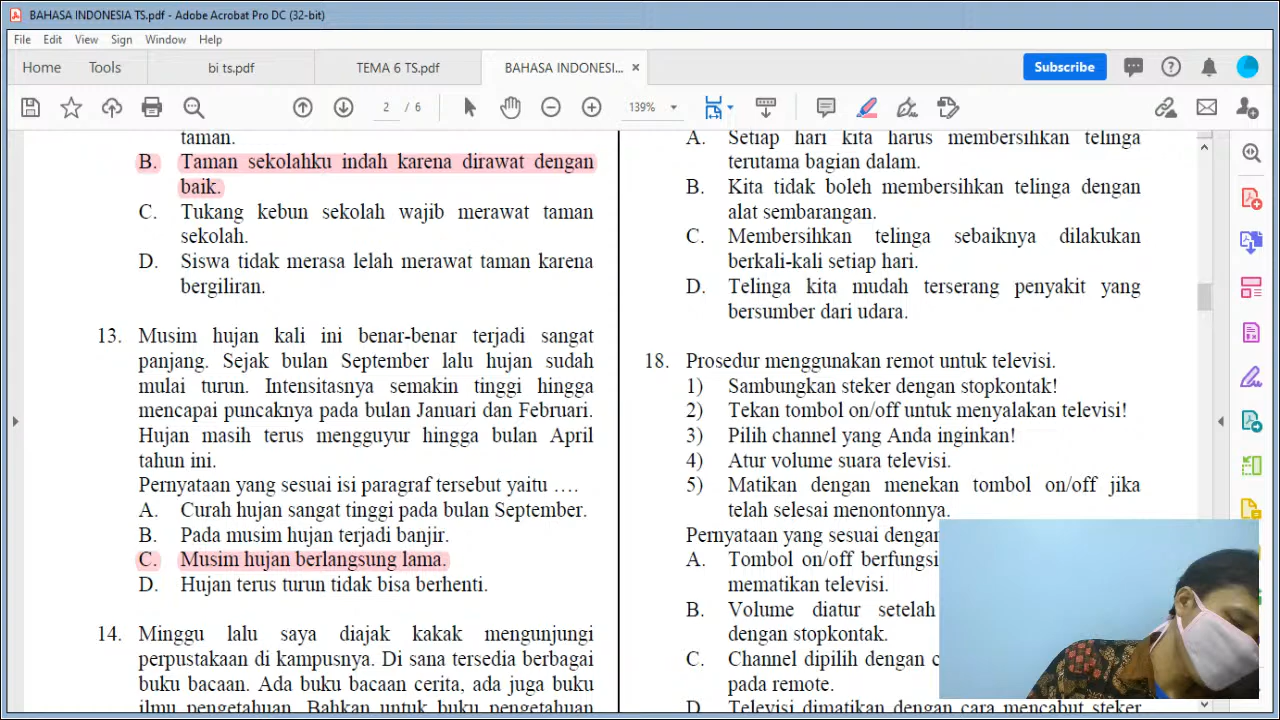 BAHASA INDONESIA TS.pdf - Adobe Acrobat Pro DC (32-bit)
File Edit View Sign Window Help
Home Tools bi ts.pdf TEMA 6 TS.pdf BAHASA INDONESI... × Subscribe
2 / 6 139%
taman.
B. Taman sekolahku indah karena dirawat dengan
baik.
C. Tukang kebun sekolah wajib merawat taman
sekolah.
D. Siswa tidak merasa lelah merawat taman karena
bergiliran.
13. Musim hujan kali ini benar-benar terjadi sangat
panjang. Sejak bulan September lalu hujan sudah
mulai turun. Intensitasnya semakin tinggi hingga
mencapai puncaknya pada bulan Januari dan Februari.
Hujan masih terus mengguyur hingga bulan April
tahun ini.
Pernyataan yang sesuai isi paragraf tersebut yaitu ….
A. Curah hujan sangat tinggi pada bulan September.
B. Pada musim hujan terjadi banjir.
C. Musim hujan berlangsung lama.
D. Hujan terus turun tidak bisa berhenti.
14. Minggu lalu saya diajak kakak mengunjungi
perpustakaan di kampusnya. Di sana tersedia berbagai
buku bacaan. Ada buku bacaan cerita, ada juga buku
ilmu pengetahuan. Bahkan untuk buku pengetahuan
A. Setiap hari kita harus membersihkan telinga
terutama bagian dalam.
B. Kita tidak boleh membersihkan telinga dengan
alat sembarangan.
C. Membersihkan telinga sebaiknya dilakukan
berkali-kali setiap hari.
D. Telinga kita mudah terserang penyakit yang
bersumber dari udara.
18. Prosedur menggunakan remot untuk televisi.
1) Sambungkan steker dengan stopkontak!
2) Tekan tombol on/off untuk menyalakan televisi!
3) Pilih channel yang Anda inginkan!
4) Atur volume suara televisi.
5) Matikan dengan menekan tombol on/off jika
telah selesai menontonnya.
Pernyataan yang sesuai dengan
A. Tombol on/off berfungsi
mematikan televisi.
B. Volume diatur setelah
dengan stopkontak.
C. Channel dipilih dengan
pada remote.
D. Televisi dimatikan dengan cara mencabut steker